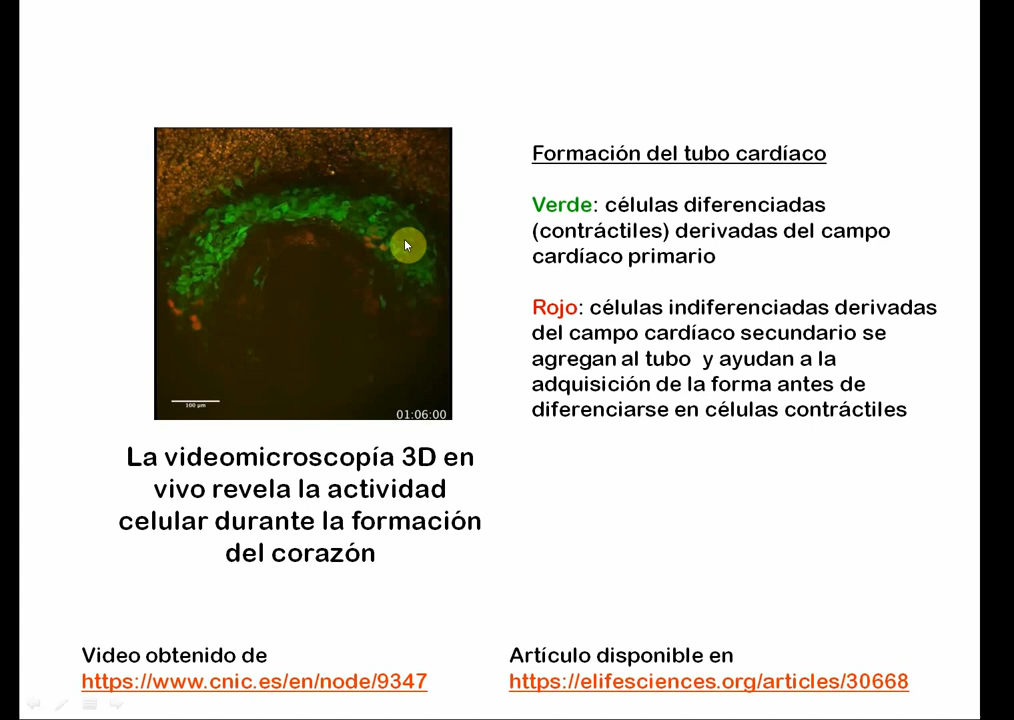 Formación del tubo cardíaco
Verde: células diferenciadas
(contráctiles) derivadas del campo
cardíaco primario
Rojo: células indiferenciadas derivadas
del campo cardíaco secundario se
agregan al tubo y ayudan a la
adquisición de la forma antes de
diferenciarse en células contráctiles
100 µm
01:06:00
La videomicroscopía 3D en
vivo revela la actividad
celular durante la formación
del corazón
Video obtenido de
https://www.cnic.es/en/node/9347
Artículo disponible en
https://elifesciences.org/articles/30668